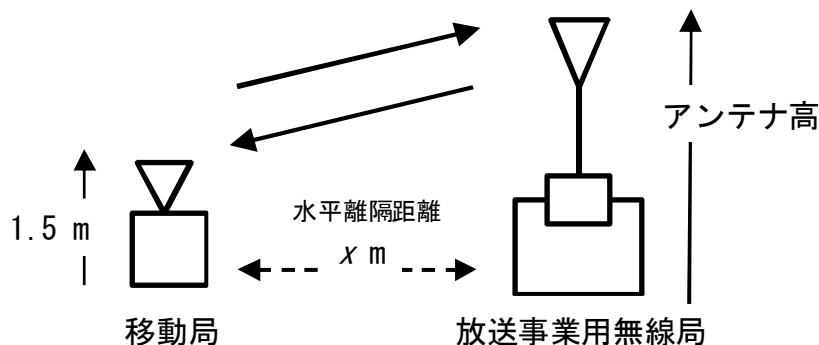 アンテナ高
1.5 m
水平離隔距離
x m
移動局
放送事業用無線局